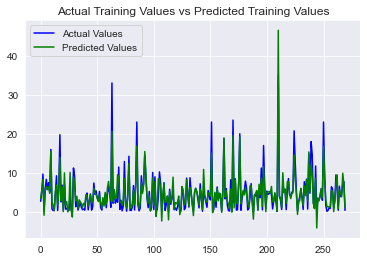 Actual Training Values vs Predicted Training Values
Actual Values
Predicted Values
40
30
20
10
0
0 50 100 150 200 250